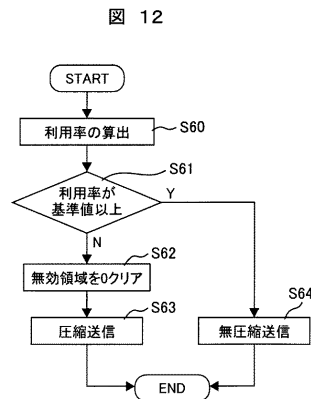 図 12
START
利用率の算出
S60
S61
利用率が
基準値以上
Y
N
S62
無効領域を0クリア
S63
圧縮送信
S64
無圧縮送信
END